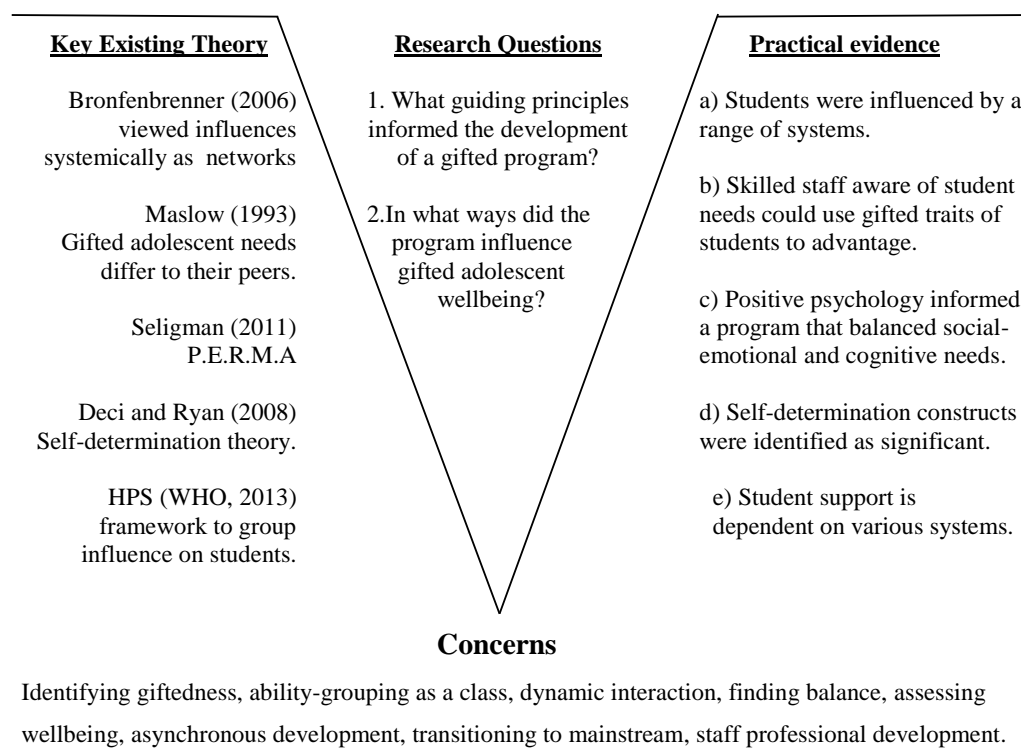 Key Existing Theory
Bronfenbrenner (2006)
viewed influences
systemically as networks
Maslow (1993)
Gifted adolescent needs
differ to their peers.
Seligman (2011)
P.E.R.M.A
Deci and Ryan (2008)
Self-determination theory.
HPS (WHO, 2013)
framework to group
influence on students.
Research Questions
1. What guiding principles
informed the development
of a gifted program?
2.In what ways did the
program influence
gifted adolescent
wellbeing?
Practical evidence
a) Students were influenced by a
range of systems.
b) Skilled staff aware of student
needs could use gifted traits of
students to advantage.
c) Positive psychology informed
a program that balanced social-
emotional and cognitive needs.
d) Self-determination constructs
were identified as significant.
e) Student support is
dependent on various systems.
Concerns
Identifying giftedness, ability-grouping as a class, dynamic interaction, finding balance, assessing
wellbeing, asynchronous development, transitioning to mainstream, staff professional development.